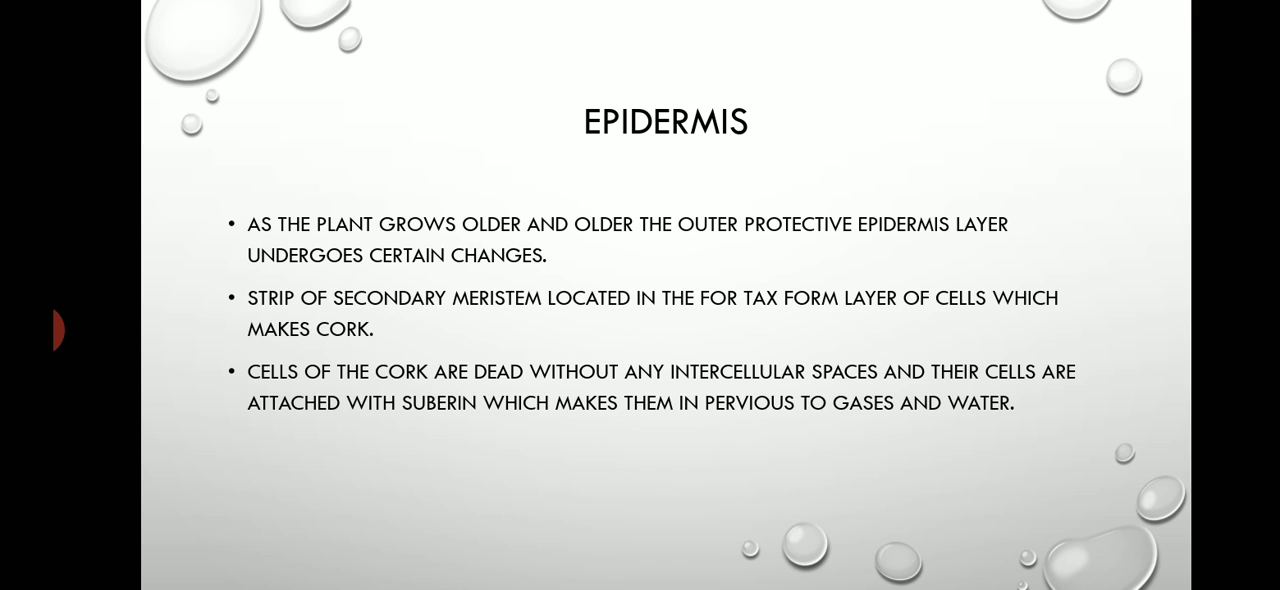 EPIDERMIS
• AS THE PLANT GROWS OLDER AND OLDER THE OUTER PROTECTIVE EPIDERMIS LAYER
UNDERGOES CERTAIN CHANGES.
• STRIP OF SECONDARY MERISTEM LOCATED IN THE FOR TAX FORM LAYER OF CELLS WHICH
MAKES CORK.
• CELLS OF THE CORK ARE DEAD WITHOUT ANY INTERCELLULAR SPACES AND THEIR CELLS ARE
ATTACHED WITH SUBERIN WHICH MAKES THEM IN PERVIOUS TO GASES AND WATER.